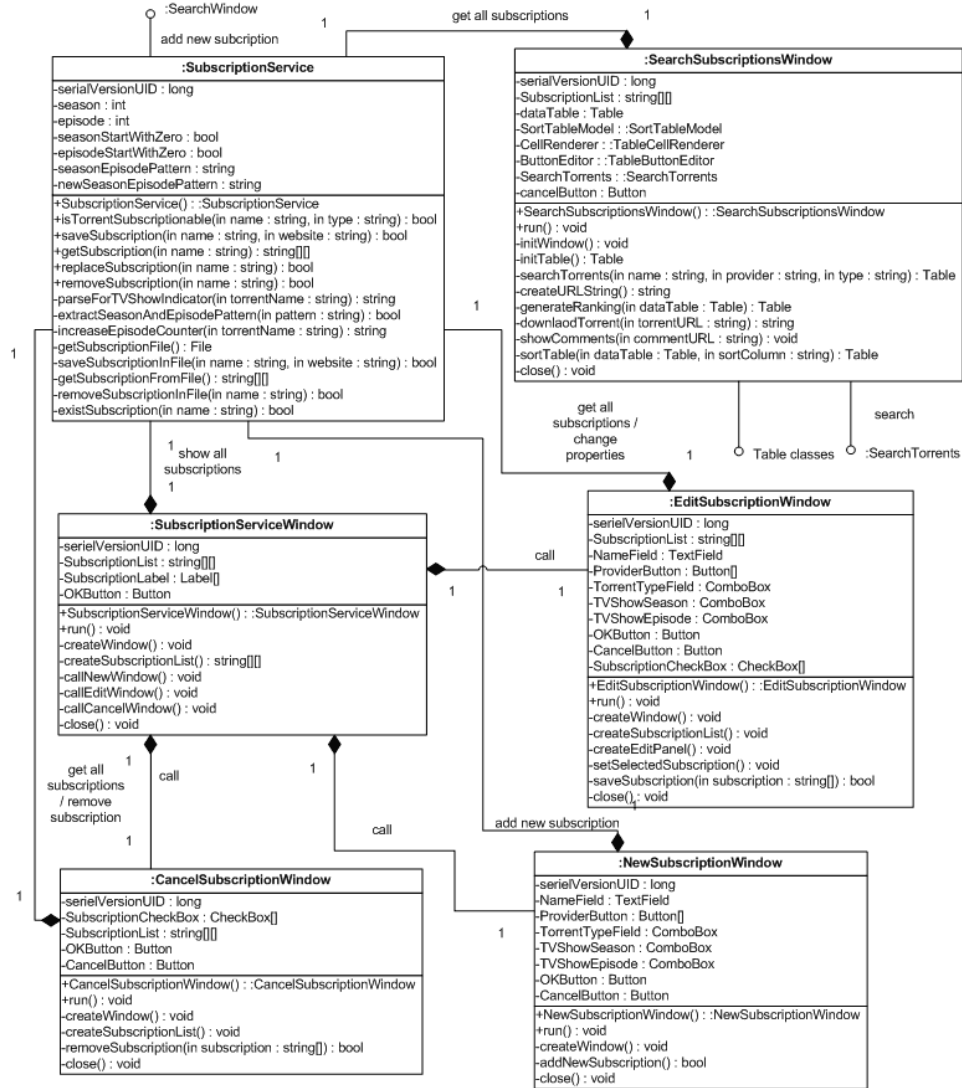 :SearchWindow
add new subcription
1
get all subscriptions
1
:SubscriptionService
-serialVersionUID : long
-season : int
-episode : int
-seasonStartWithZero : bool
-episodeStartWithZero : bool
-seasonEpisodePattern : string
-newSeasonEpisodePattern : string
+SubscriptionService() : :SubscriptionService
+isTorrentSubscriptionable(in name : string, in type : string) : bool
+saveSubscription(in name : string, in website : string) : bool
+getSubscription(in name : string) : string[][]
+replaceSubscription(in name : string) : bool
+removeSubscription(in name : string) : bool
-parseForTVShowIndicator(in torrentName : string) : string
-extractSeasonAndEpisodePattern(in pattern : string) : bool
-increaseEpisodeCounter(in torrentName : string) : string
-getSubscriptionFile() : File
-saveSubscriptionInFile(in name : string, in website : string) : bool
-getSubscriptionFromFile() : string[][]
-removeSubscriptionInFile(in name : string) : bool
-existSubscription(in name : string) : bool
:SearchSubscriptionsWindow
-serialVersionUID : long
-SubscriptionList : string[][]
-dataTable : Table
-SortTableModel : :SortTableModel
-CellRenderer : :TableCellRenderer
-ButtonEditor : :TableButtonEditor
-SearchTorrents : :SearchTorrents
-cancelButton : Button
+SearchSubscriptionsWindow() : :SearchSubscriptionsWindow
+run() : void
-initWindow() : void
-initTable() : Table
-searchTorrents(in name : string, in provider : string, in type : string) : Table
-createURLString() : string
-generateRanking(in dataTable : Table) : Table
-downlaodTorrent(in torrentURL : string) : string
-showComments(in commentURL : string) : void
-sortTable(in dataTable : Table, in sortColumn : string) : Table
-close() : void
1
1
get all
subscriptions /
change
properties
1
search
Table classes
:SearchTorrents
1
show all
subscriptions
1
1
:SubscriptionServiceWindow
-serielVersionUID : long
-SubscriptionList : string[][]
-SubscriptionLabel : Label[]
-OKButton : Button
+SubscriptionServiceWindow() : :SubscriptionServiceWindow
+run() : void
-createWindow() : void
-createSubscriptionList() : string[][]
-callNewWindow() : void
-callEditWindow() : void
-callCancelWindow() : void
-close() : void
call
1
1
:EditSubscriptionWindow
-serielVersionUID : long
-SubscriptionList : string[][]
-NameField : TextField
-ProviderButton : Button[]
-TorrentTypeField : ComboBox
-TVShowSeason : ComboBox
-TVShowEpisode : ComboBox
-OKButton : Button
-CancelButton : Button
-SubscriptionCheckBox : CheckBox[]
+EditSubscriptionWindow() : :EditSubscriptionWindow
+run() : void
-createWindow() : void
-createSubscriptionList() : void
-createEditPanel() : void
-setSelectedSubscription() : void
-saveSubscription(in subscription : string[]) : bool
-close() : void
1
get all
subscriptions
/ remove
subscription
1
call
1
1
call
add new subscription
1
1
:CancelSubscriptionWindow
-serielVersionUID : long
-SubscriptionCheckBox : CheckBox[]
-SubscriptionList : string[][]
-OKButton : Button
-CancelButton : Button
+CancelSubscriptionWindow() : :CancelSubscriptionWindow
+run() : void
-createWindow() : void
-createSubscriptionList() : void
-removeSubscription(in subscription : string[]) : bool
-close() : void
:NewSubscriptionWindow
-serielVersionUID : long
-NameField : TextField
-ProviderButton : Button[]
-TorrentTypeField : ComboBox
-TVShowSeason : ComboBox
-TVShowEpisode : ComboBox
-OKButton : Button
-CancelButton : Button
+NewSubscriptionWindow() : :NewSubscriptionWindow
+run() : void
-createWindow() : void
-addNewSubscription() : bool
-close() : void